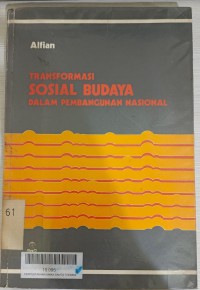 Alfian
TRANSFORMASI
SOSIAL BUDAYA
DALAM PEMBANGUNAN NASIONAL
61